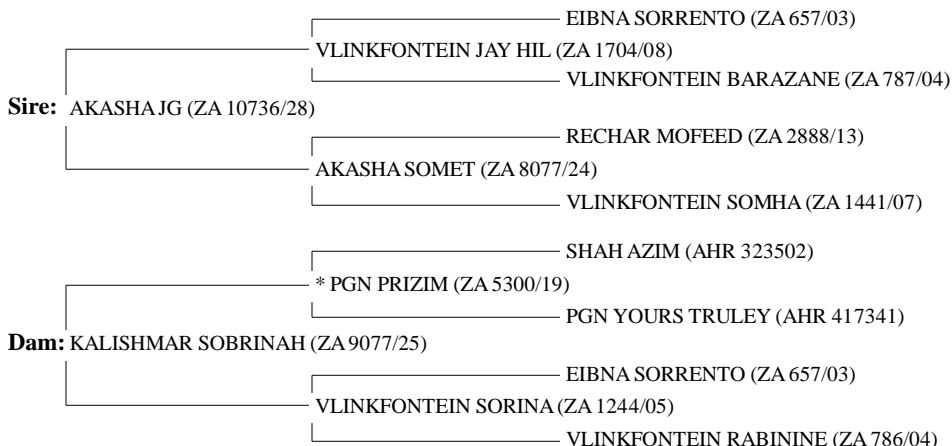 EIBNA SORRENTO (ZA 657/03)
VLINKFONTEIN JAY HIL (ZA 1704/08)
VLINKFONTEIN BARAZANE (ZA 787/04)
Sire: AKASHA JG (ZA 10736/28)
RECHAR MOFEED (ZA 2888/13)
AKASHA SOMET (ZA 8077/24)
VLINKFONTEIN SOMHA (ZA 1441/07)
SHAH AZIM (AHR 323502)
* PGN PRIZIM (ZA 5300/19)
PGN YOURS TRULEY (AHR 417341)
Dam: KALISHMAR SOBRINAH (ZA 9077/25)
EIBNA SORRENTO (ZA 657/03)
VLINKFONTEIN SORINA (ZA 1244/05)
VLINKFONTEIN RABININE (ZA 786/04)